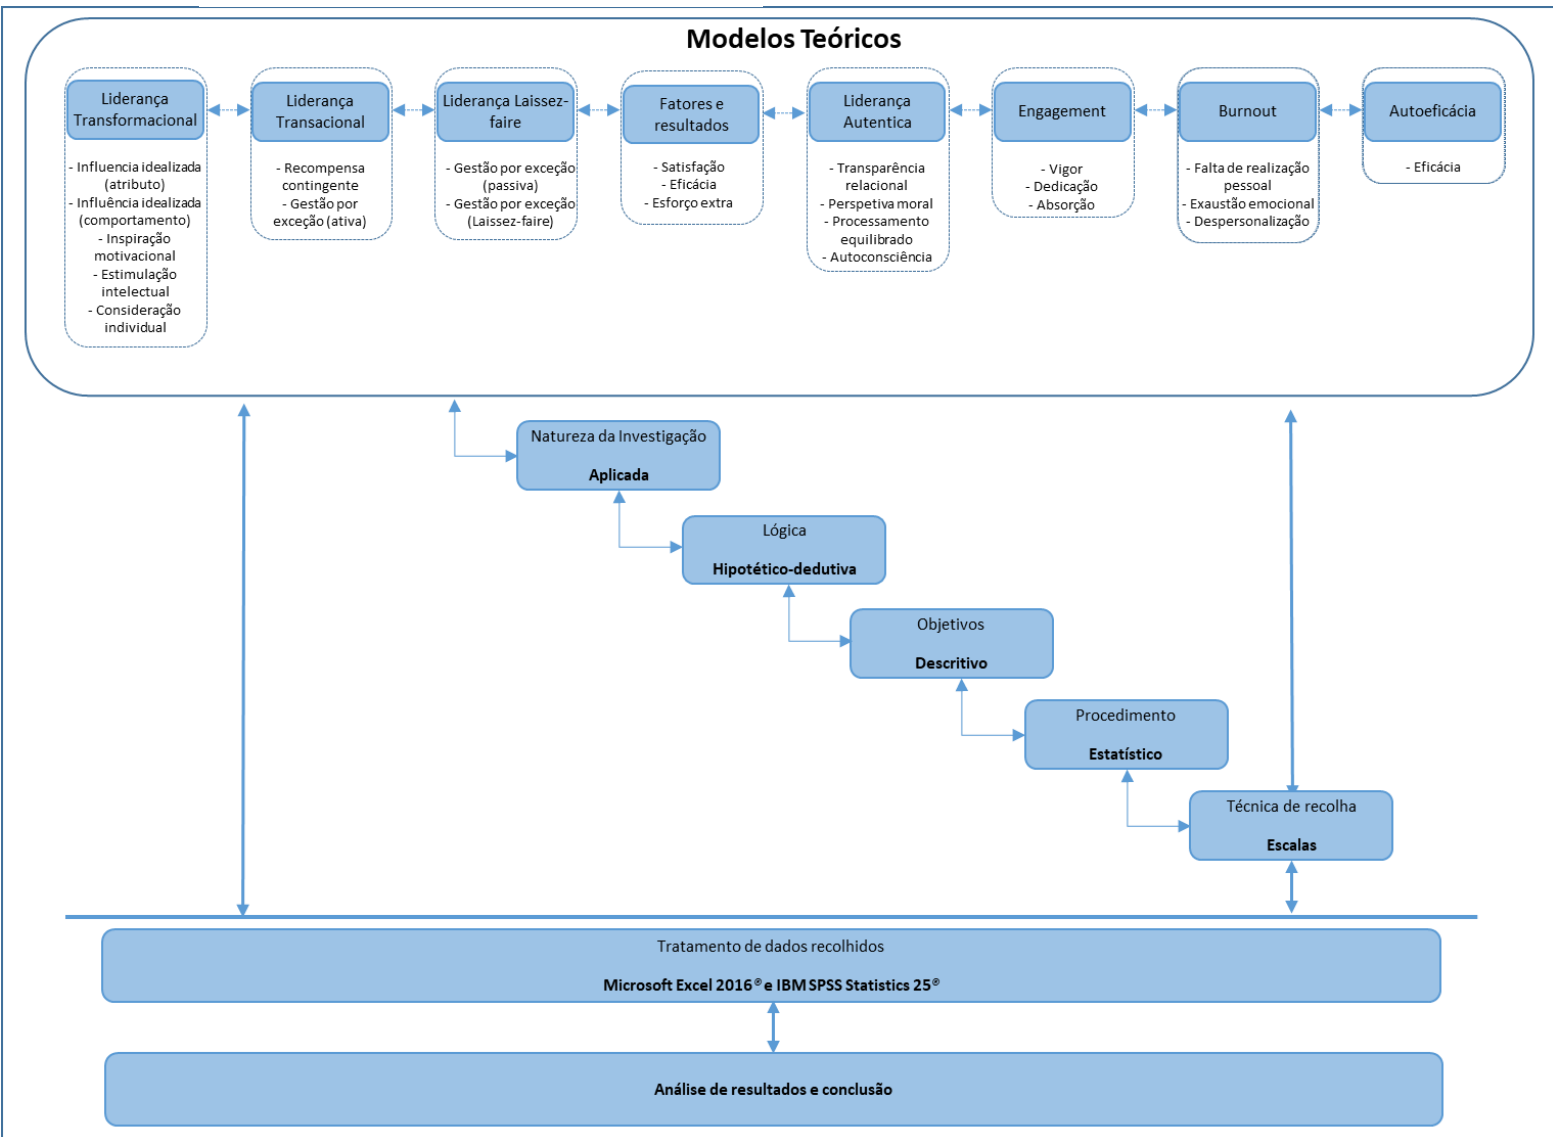 Modelos Teóricos
Liderança
Transformacional
- Influencia idealizada
(atributo)
- Influência idealizada
(comportamento)
- Inspiração
motivacional
- Estimulação
intelectual
- Consideração
individual
Liderança
Transacional
- Recompensa
contingente
- Gestão por
exceção (ativa)
Liderança Laissez-
faire
- Gestão por exceção
(passiva)
- Gestão por exceção
(Laissez-faire)
Fatores e
resultados
- Satisfação
- Eficácia
- Esforço extra
Liderança
Autentica
- Transparência
relacional
- Perspetiva moral
- Processamento
equilibrado
- Autoconsciência
Engagement
- Vigor
- Dedicação
- Absorção
Burnout
- Falta de realização
pessoal
- Exaustão emocional
- Despersonalização
Autoeficácia
- Eficácia
Natureza da Investigação
Aplicada
Lógica
Hipotético-dedutiva
Objetivos
Descritivo
Procedimento
Estatístico
Técnica de recolha
Escalas
Tratamento de dados recolhidos
Microsoft Excel 2016® e IBM SPSS Statistics 25®
Análise de resultados e conclusão